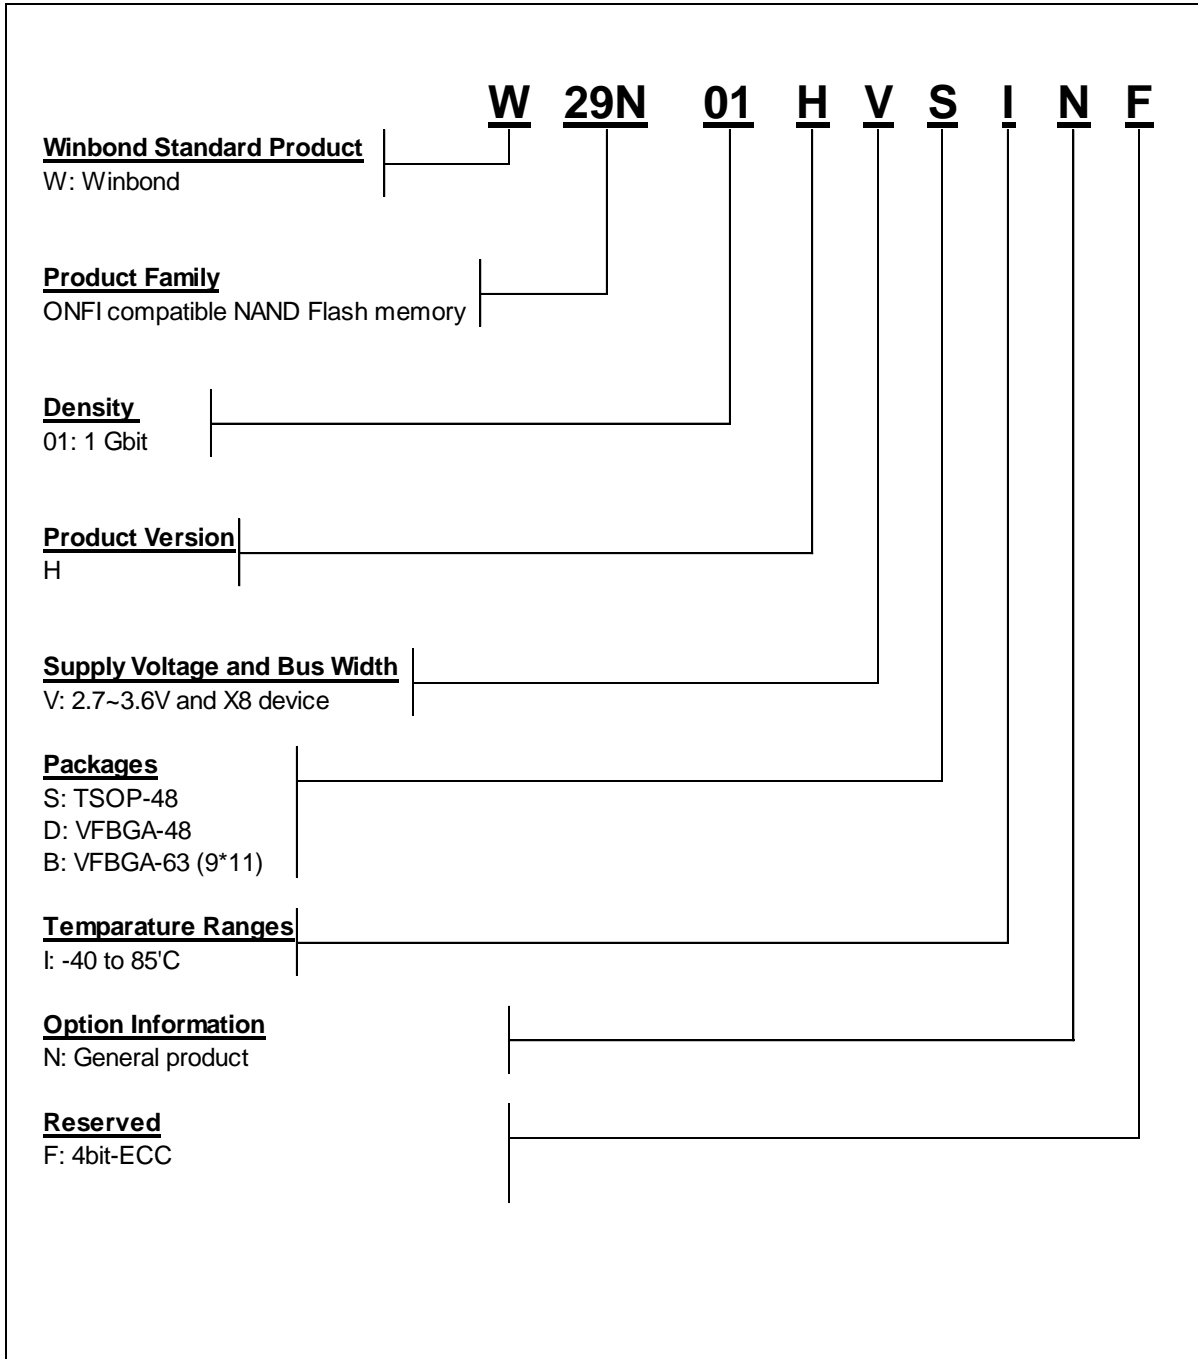 W 29N 01 H V S I N F
Winbond Standard Product
W: Winbond
Product Family
ONFI compatible NAND Flash memory
Density
01: 1 Gbit
Product Version
H
Supply Voltage and Bus Width
V: 2.7~3.6V and X8 device
Packages
S: TSOP-48
D: VFBGA-48
B: VFBGA-63 (9*11)
Temparature Ranges
I: -40 to 85'C
Option Information
N: General product
Reserved
F: 4bit-ECC